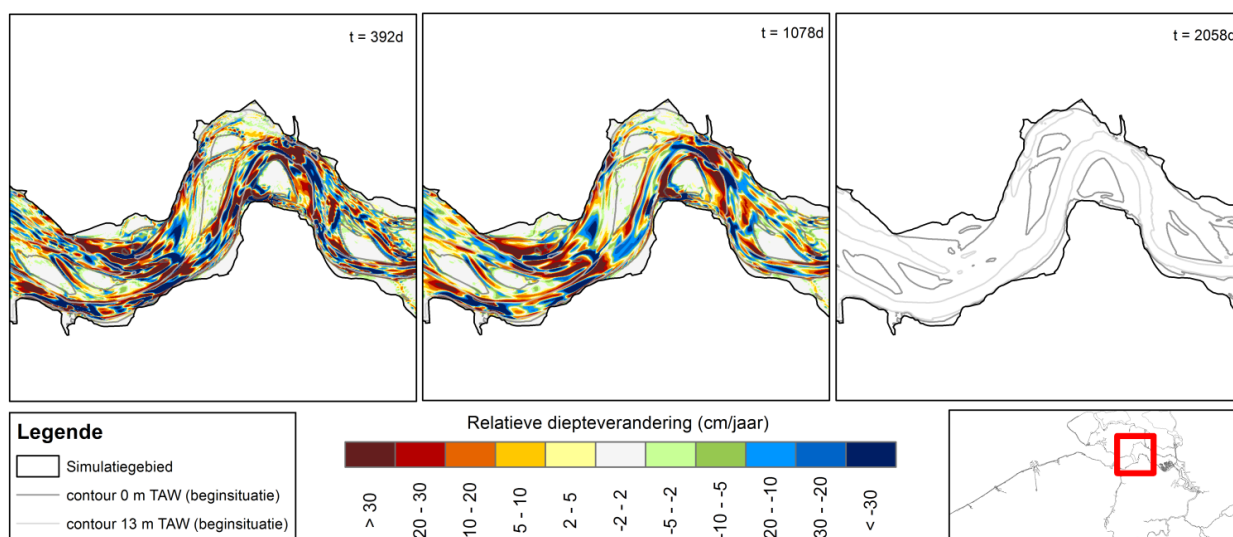 t = 392d
t = 1078d
t = 2058d
Legende
Simulatiegebied
contour 0 m TAW (beginsituatie)
contour 13 m TAW (beginsituatie)
Relatieve diepteverandering (cm/jaar)
> 30
20 - 30
10 - 20
5 - 10
2 - 5
-2 - 2
-5 - -2
-10 - -5
20 - -10
30 - -20
< -30